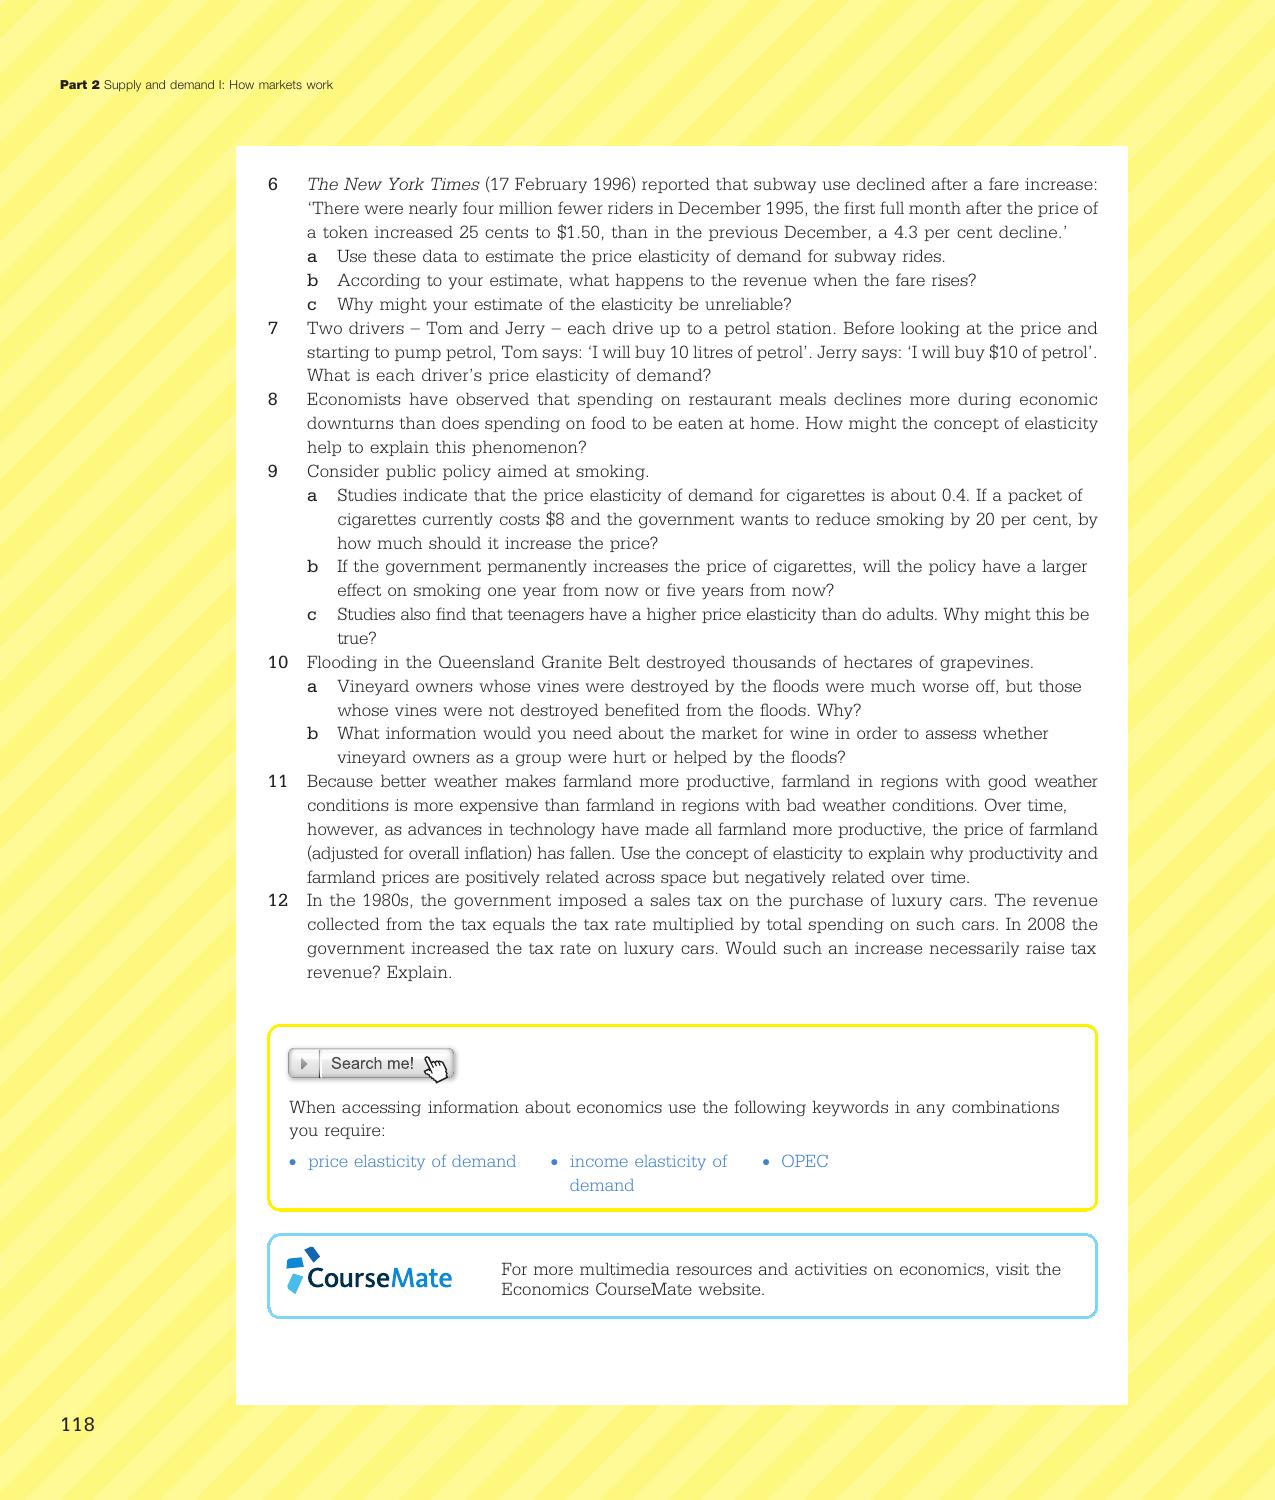 Part 2 Supply and demand I: How markets work
6 The New York Times (17 February 1996) reported that subway use declined after a fare increase:
‘There were nearly four million fewer riders in December 1995, the first full month after the price of
a token increased 25 cents to $1.50, than in the previous December, a 4.3 per cent decline.’
a Use these data to estimate the price elasticity of demand for subway rides.
b According to your estimate, what happens to the revenue when the fare rises?
c Why might your estimate of the elasticity be unreliable?
7 Two drivers – Tom and Jerry – each drive up to a petrol station. Before looking at the price and
starting to pump petrol, Tom says: ‘I will buy 10 litres of petrol’. Jerry says: ‘I will buy $10 of petrol’.
What is each driver’s price elasticity of demand?
8 Economists have observed that spending on restaurant meals declines more during economic
downturns than does spending on food to be eaten at home. How might the concept of elasticity
help to explain this phenomenon?
9 Consider public policy aimed at smoking.
a Studies indicate that the price elasticity of demand for cigarettes is about 0.4. If a packet of
cigarettes currently costs $8 and the government wants to reduce smoking by 20 per cent, by
how much should it increase the price?
b If the government permanently increases the price of cigarettes, will the policy have a larger
effect on smoking one year from now or five years from now?
c Studies also find that teenagers have a higher price elasticity than do adults. Why might this be
true?
10 Flooding in the Queensland Granite Belt destroyed thousands of hectares of grapevines.
a Vineyard owners whose vines were destroyed by the floods were much worse off, but those
whose vines were not destroyed benefited from the floods. Why?
b What information would you need about the market for wine in order to assess whether
vineyard owners as a group were hurt or helped by the floods?
11 Because better weather makes farmland more productive, farmland in regions with good weather
conditions is more expensive than farmland in regions with bad weather conditions. Over time,
however, as advances in technology have made all farmland more productive, the price of farmland
(adjusted for overall inflation) has fallen. Use the concept of elasticity to explain why productivity and
farmland prices are positively related across space but negatively related over time.
12 In the 1980s, the government imposed a sales tax on the purchase of luxury cars. The revenue
collected from the tax equals the tax rate multiplied by total spending on such cars. In 2008 the
government increased the tax rate on luxury cars. Would such an increase necessarily raise tax
revenue? Explain.
Search me!
When accessing information about economics use the following keywords in any combinations
you require:
• price elasticity of demand • income elasticity of • OPEC
demand
CourseMate
For more multimedia resources and activities on economics, visit the
Economics CourseMate website.
118